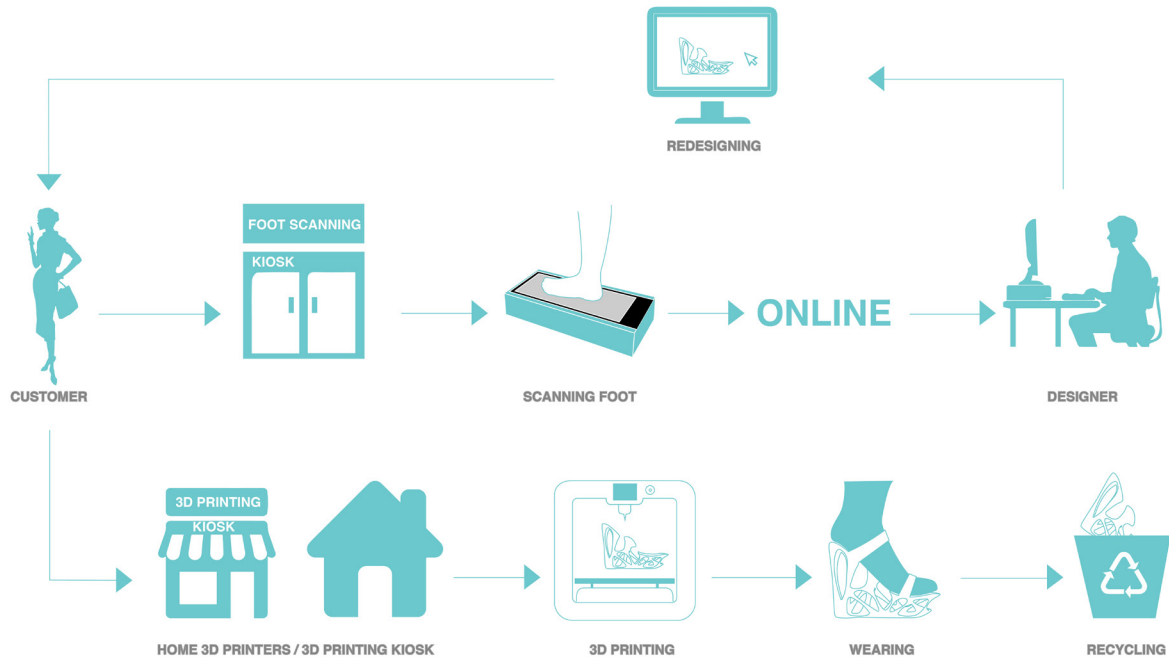 REDESIGNING
FOOT SCANNING
KIOSK
ONLINE
CUSTOMER
SCANNING FOOT
DESIGNER
3D PRINTING
KIOSK
HOME 3D PRINTERS / 3D PRINTING KIOSK
3D PRINTING
WEARING
RECYCLING